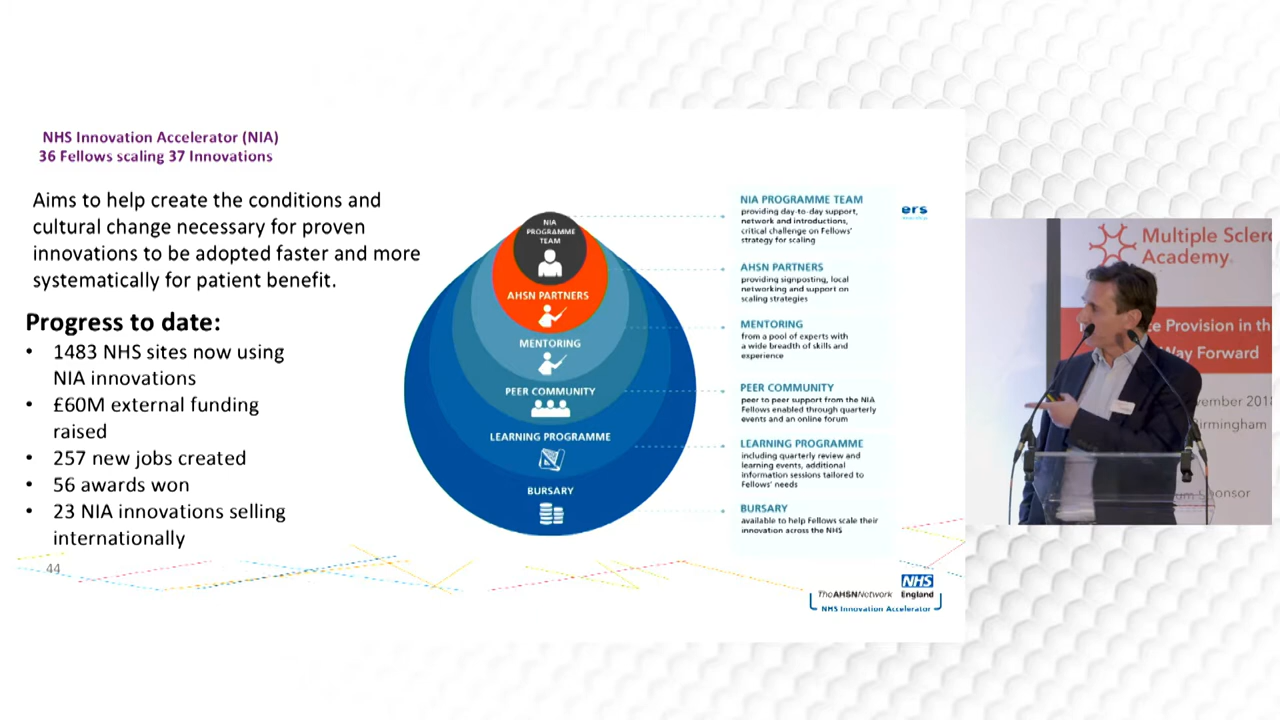 NHS Innovation Accelerator (NIA)
36 Fellows scaling 37 Innovations
Aims to help create the conditions and
cultural change necessary for proven
innovations to be adopted faster and more
systematically for patient benefit.
Progress to date:
• 1483 NHS sites now using
NIA innovations
• £60M external funding
raised
• 257 new jobs created
• 56 awards won
• 23 NIA innovations selling
internationally
44
NIA
PROGRAMME
TEAM
AHSN PARTNERS
MENTORING
PEER COMMUNITY
LEARNING PROGRAMME
BURSARY
NIA PROGRAMME TEAM
providing day-to-day support,
network and introductions,
critical challenge on Fellows'
strategy for scaling
AHSN PARTNERS
providing signposting, local
networking and support on
scaling strategies
MENTORING
from a pool of experts with
a wide breadth of skills and
experience
PEER COMMUNITY
peer to peer support from the NIA
Fellows enabled through quarterly
events and an online forum
LEARNING PROGRAMME
including quarterly review and
learning events, additional
information sessions tailored to
Fellows' needs
BURSARY
available to help Fellows scale their
innovation across the NHS
ers
TheAHSNNetwork
NHS
England
NHS Innovation Accelerator
Multiple Sclero
Academy
e Provision in th
Way Forward
vember 2018
Birmingham
um Sponsor